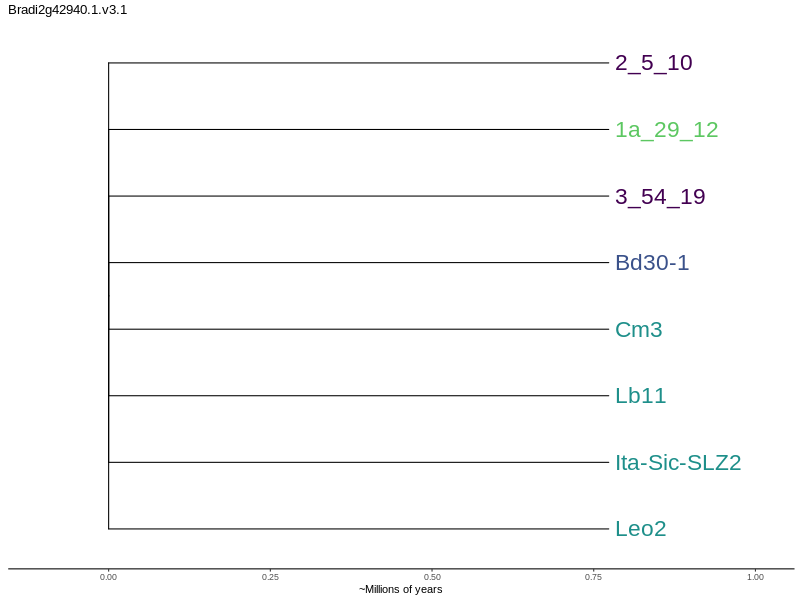 Bradi2g42940.1.v3.1
2_5_10
1a_29_12
3_54_19
Bd30-1
Cm3
Lb11
Ita-Sic-SLZ2
Leo2
0.00 0.25 0.50 0.75 1.00
~Millions of years